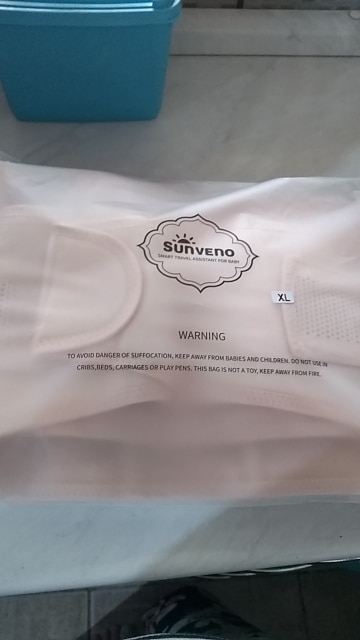 SUNVENO
SMART TRAVEL ASSISTANT FOR BABY
XL
WARNING
TO AVOID DANGER OF SUFFOCATION, KEEP AWAY FROM BABIES AND CHILDREN. DO NOT USE IN
CRIBS,BEDS, CARRIAGES OR PLAY PENS. THIS BAG IS NOT A TOY, KEEP AWAY FROM FIRE.